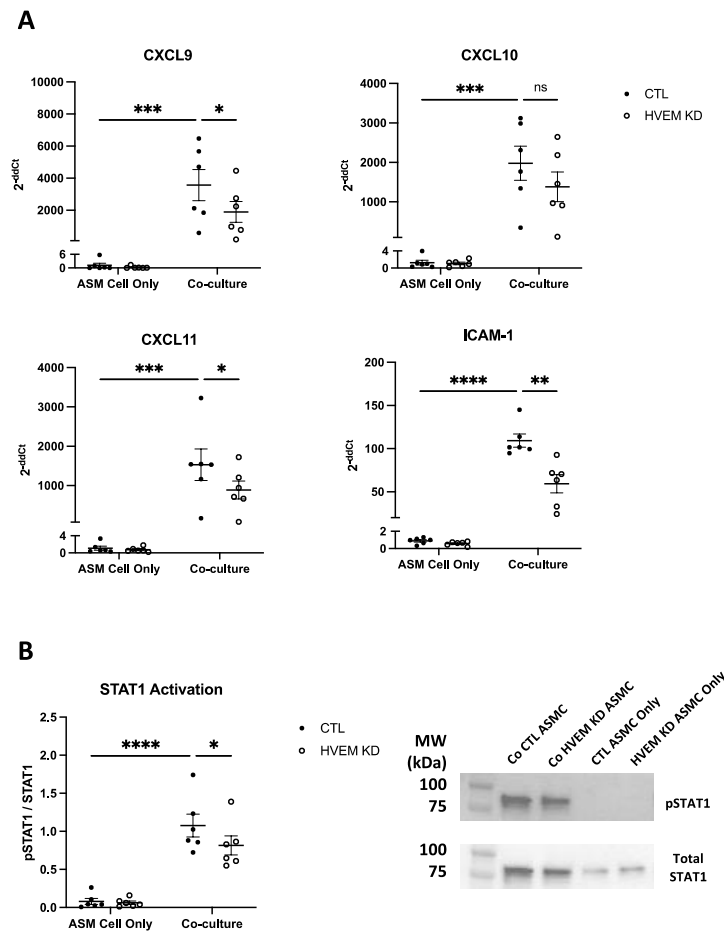 A
CXCL9
2-ddCt
10000
8000
6000
4000
2000
6
0
***
*
ASM Cell Only
Co-culture
CXCL10
2-ddCt
4000
3000
2000
1000
4
0
***
ns
ASM Cell Only
Co-culture
CTL
HVEM KD
CXCL11
2-ddCt
4000
3000
2000
1000
4
0
***
*
ASM Cell Only
Co-culture
ICAM-1
2-ddCt
200
150
100
50
2
0
****
**
ASM Cell Only
Co-culture
B
STAT1 Activation
pSTAT1 / STAT1
2.5
2.0
1.5
1.0
0.5
0.0
****
*
ASM Cell Only
Co-culture
CTL
HVEM KD
MW
(kDa)
Co CTL ASMC
Co HVEM KD ASMC
CTL ASMC Only
HVEM KD ASMC Only
100
75
pSTAT1
100
75
Total
STAT1